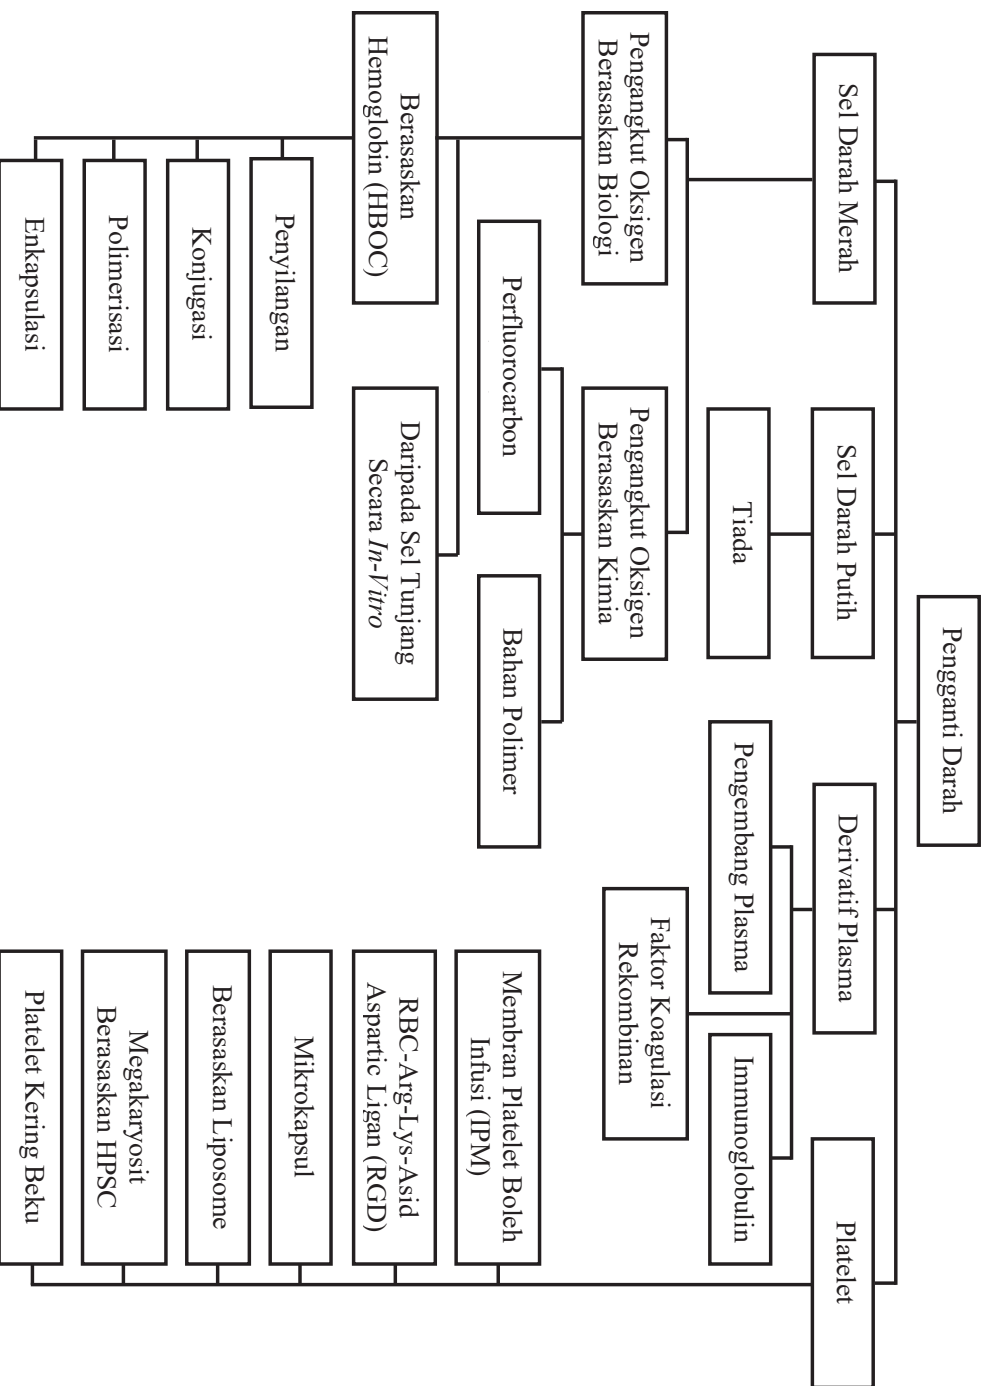 Pengganti Darah
Sel Darah Merah
Sel Darah Putih
Derivatif Plasma
Platelet
Pengangkut Oksigen
Berasaskan Biologi
Pengangkut Oksigen
Berasaskan Kimia
Tiada
Pengembang Plasma
Faktor Koagulasi
Rekombinan
Immunoglobulin
Perfluorocarbon
Bahan Polimer
Berasaskan
Hemoglobin (HBOC)
Daripada Sel Tunjang
Secara In-Vitro
Penyilangan
Konjugasi
Polimerisasi
Enkapsulasi
Membran Platelet Boleh
Infusi (IPM)
RBC-Arg-Lys-Asid
Aspartic Ligan (RGD)
Mikrokapsul
Berasaskan Liposome
Megakaryosit
Berasaskan HPSC
Platelet Kering Beku